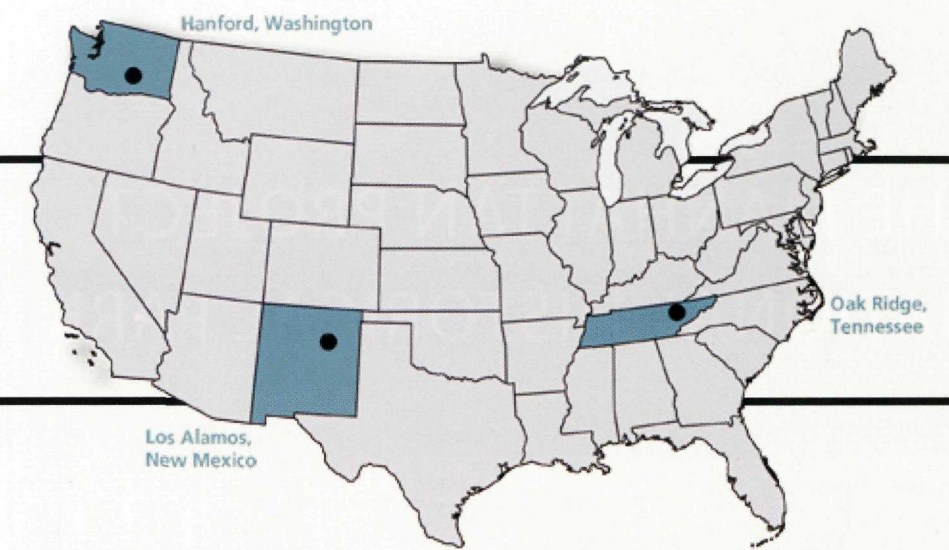 Hanford, Washington
Oak Ridge,
Tennessee
Los Alamos,
New Mexico